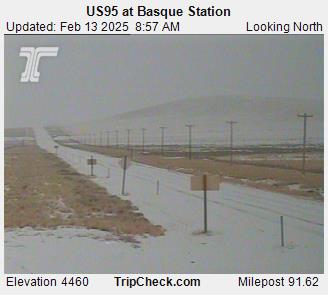 US95 at Basque Station
Updated: Feb 13 2025 8:57 AM Looking North
Elevation 4460 TripCheck.com Milepost 91.62